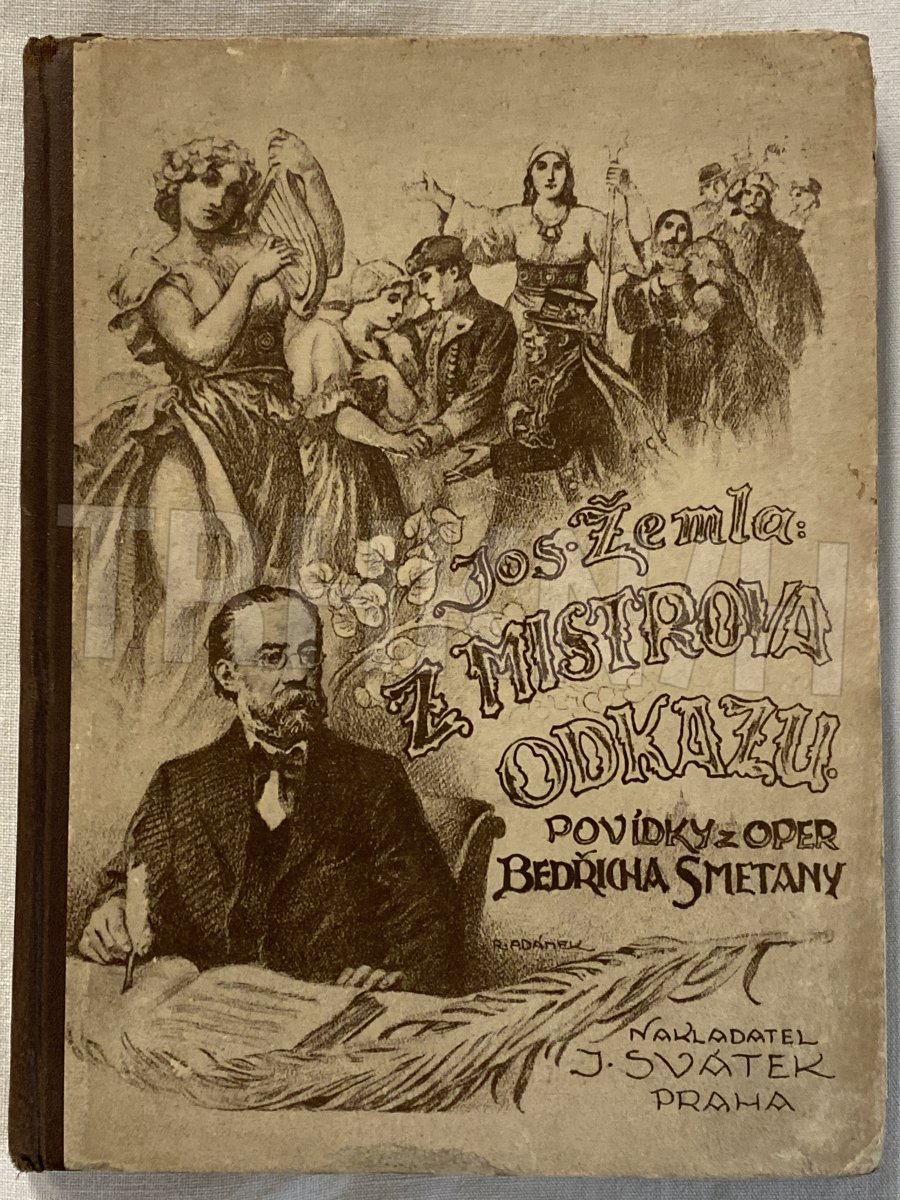 Jos. Žemla:
Z MISTROVA
ODKAZU.
POVÍDKY z OPER
BEDŘICHA SMETANY
R. ADÁMEK
NAKLADATEL
J. SVÁTEK
PRAHA